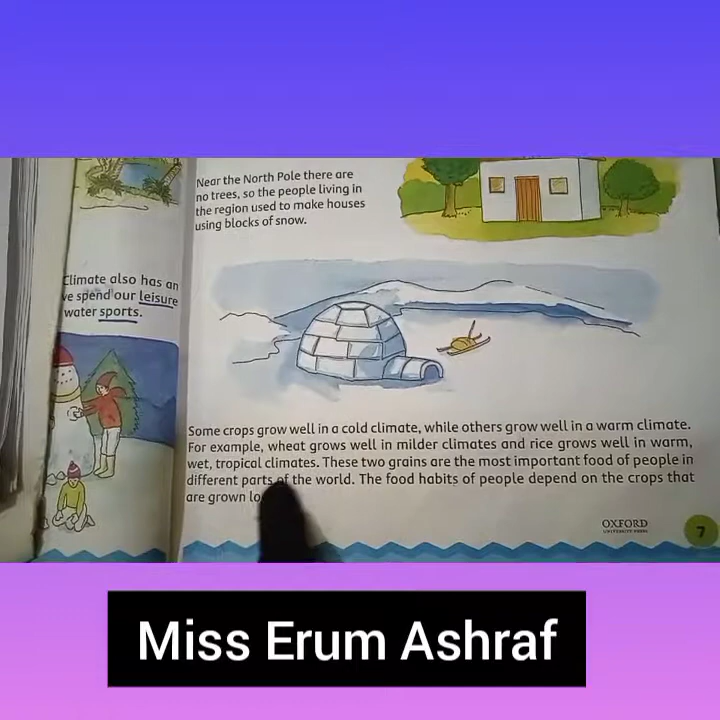 Near the North Pole there are
no trees, so the people living in
the region used to make houses
using blocks of snow.
Climate also has an
ve spend our leisure
water sports.
Some crops grow well in a cold climate, while others grow well in a warm climate.
For example, wheat grows well in milder climates and rice grows well in warm,
wet, tropical climates. These two grains are the most important food of people in
different parts of the world. The food habits of people depend on the crops that
are grown lo
OXFORD
UNIVERSITY PRESS
7
Miss Erum Ashraf